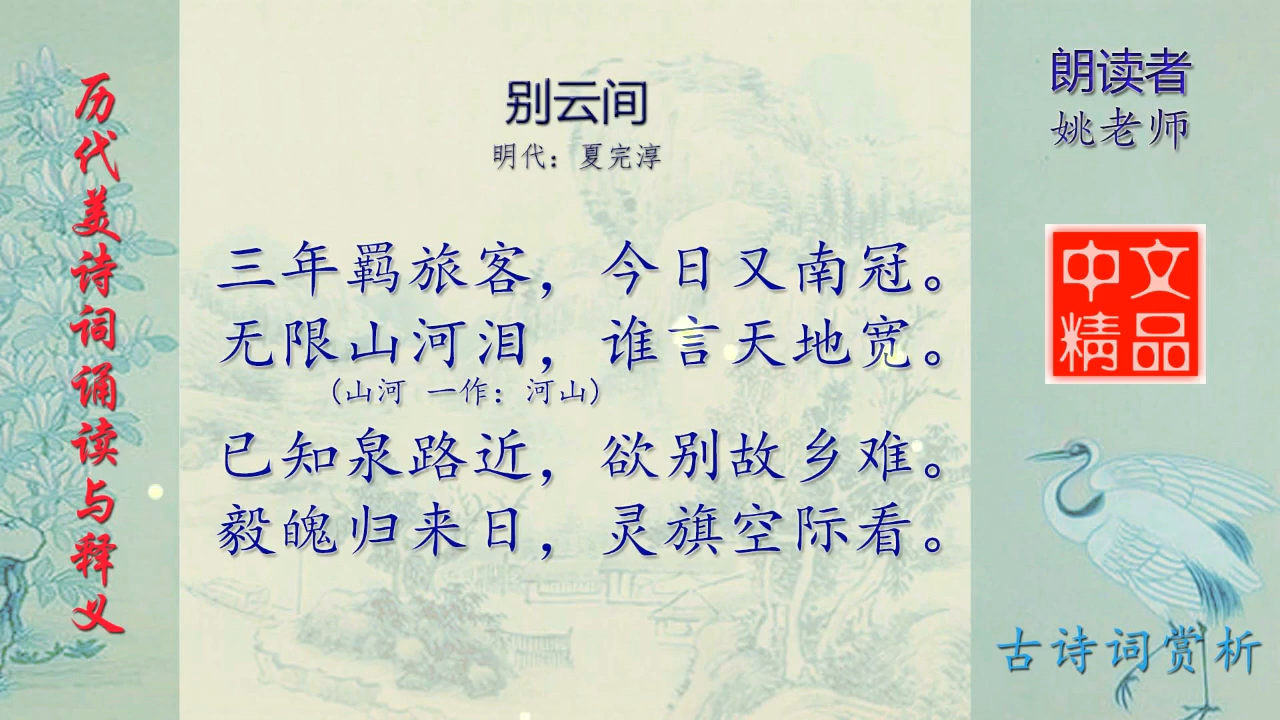 历代美诗词诵读与释义
别云间
明代：夏完淳
三年羁旅客，今日又南冠。
无限山河泪，谁言天地宽。
(山河 一作：河山)
已知泉路近，欲别故乡难。
毅魄归来日，灵旗空际看。
朗读者
姚老师
中文
精品
古诗词赏析